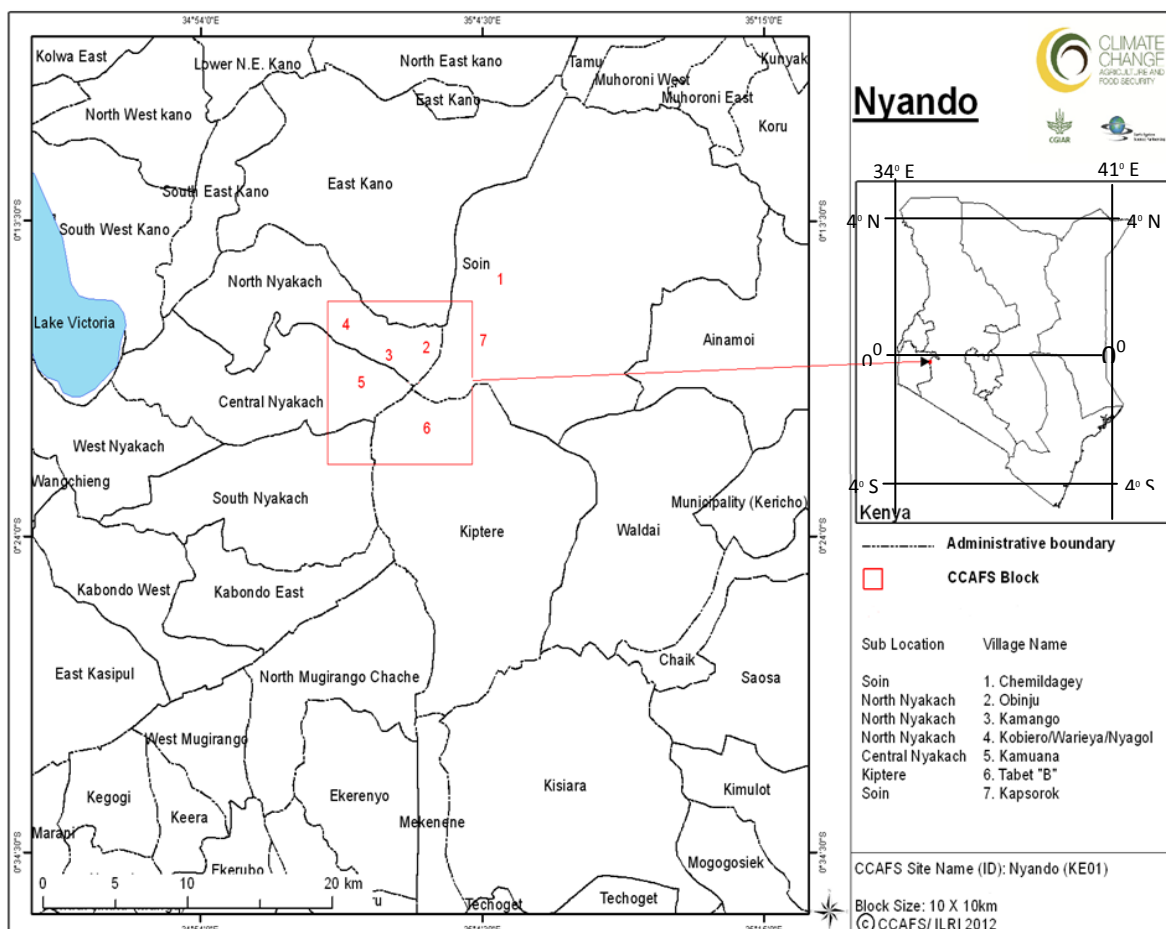 34°54'0"E 35°4'30"E 35°15'0"E
Kolwa East
Lower N.E. Kano
North East kano
Tamu
Kunyak
Muhoroni West
East Kano
Muhoroni East
North West kano
Koru
East Kano
South East Kano
0°13'30"S 0°13'30"S
South West Kano
Soin
1
North Nyakach
Lake Victoria
4
7
Ainamoi
2
3
5
Central Nyakach
6
West Nyakach
Wangchieng
South Nyakach
Municipality (Kericho)
Kiptere
Waldai
0°24'0"S 0°24'0"S
Kabondo West
Kabondo East
Chaik
East Kasipul
North Mugirango Chache
Saosa
West Mugirango
Kisiara
Kimulot
Kegogi
Ekerenyo
Keera
Mekenene
Marani
0°34'30"S 0°34'30"S
Mogogosiek
0 5 10 20 km
Techoget
Techoget
35°15'0"E
Nyando
CLIMATE
CHANGE
AGRICULTURE AND
FOOD SECURITY
CGIAR
34° E 41° E
4° N 4° N
0° 0°
4° S 4° S
Kenya
Administrative boundary
CCAFS Block
Sub Location Village Name
Soin 1. Chemildagey
North Nyakach 2. Obinju
North Nyakach 3. Kamango
North Nyakach 4. Kobiero/Warieya/Nyagol
Central Nyakach 5. Kamuana
Kiptere 6. Tabet "B"
Soin 7. Kapsorok
CCAFS Site Name (ID): Nyando (KE01)
Block Size: 10 X 10km
© CCAFS/ ILRI 2012